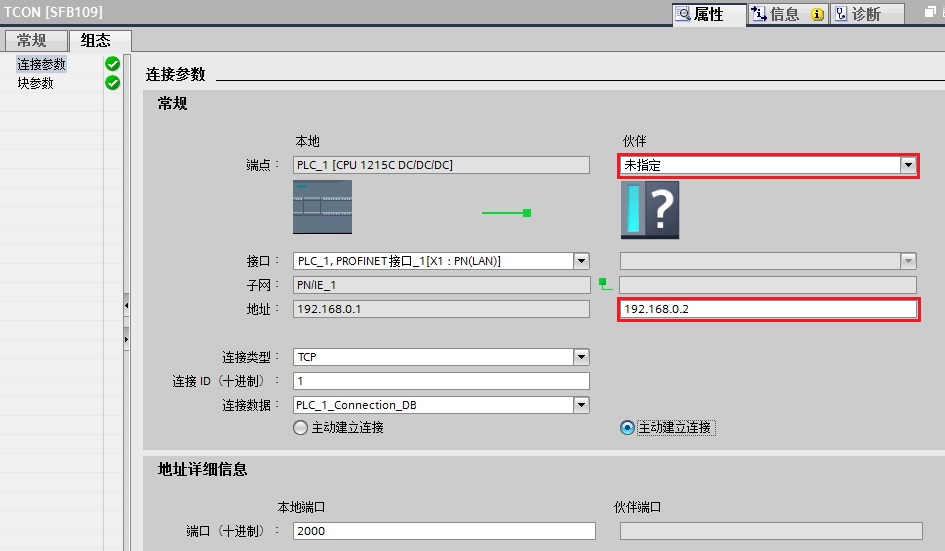 TCON [SFB109]
属性
信息
诊断
常规
组态
连接参数
块参数
连接参数
常规
本地
伙伴
端点：
PLC_1 [CPU 1215C DC/DC/DC]
未指定
?
接口：
PLC_1, PROFINET接口_1[X1 : PN(LAN)]
子网：
PN/IE_1
地址：
192.168.0.1
192.168.0.2
连接类型：
TCP
连接 ID（十进制）：
1
连接数据：
PLC_1_Connection_DB
主动建立连接
主动建立连接
地址详细信息
本地端口
伙伴端口
端口（十进制）：
2000